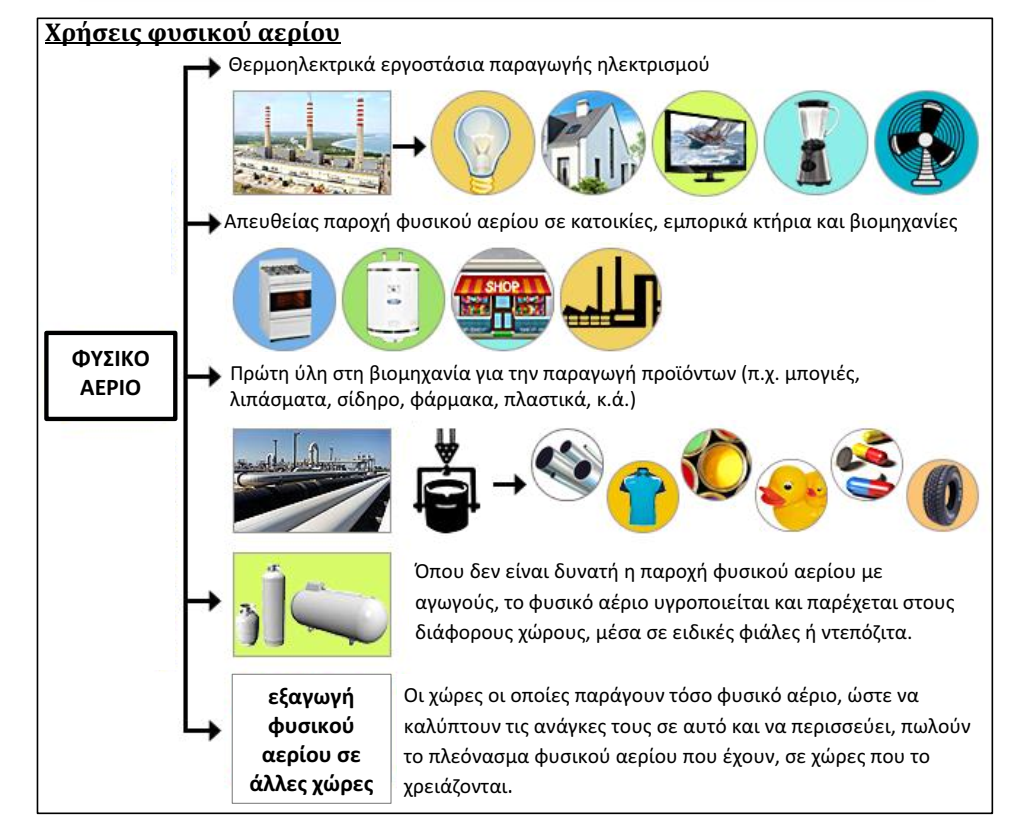 Χρήσεις φυσικού αερίου
Θερμοηλεκτρικά εργοστάσια παραγωγής ηλεκτρισμού
Απευθείας παροχή φυσικού αερίου σε κατοικίες, εμπορικά κτήρια και βιομηχανίες
SHOP
ΦΥΣΙΚΟ
ΑΕΡΙΟ
Πρώτη ύλη στη βιομηχανία για την παραγωγή προϊόντων (π.χ. μπογιές,
λιπάσματα, σίδηρο, φάρμακα, πλαστικά, κ.ά.)
Όπου δεν είναι δυνατή η παροχή φυσικού αερίου με
αγωγούς, το φυσικό αέριο υγροποιείται και παρέχεται στους
διάφορους χώρους, μέσα σε ειδικές φιάλες ή ντεπόζιτα.
εξαγωγή
φυσικού
αερίου σε
άλλες χώρες
Οι χώρες οι οποίες παράγουν τόσο φυσικό αέριο, ώστε να
καλύπτουν τις ανάγκες τους σε αυτό και να περισσεύει, πωλούν
το πλεόνασμα φυσικού αερίου που έχουν, σε χώρες που το
χρειάζονται.